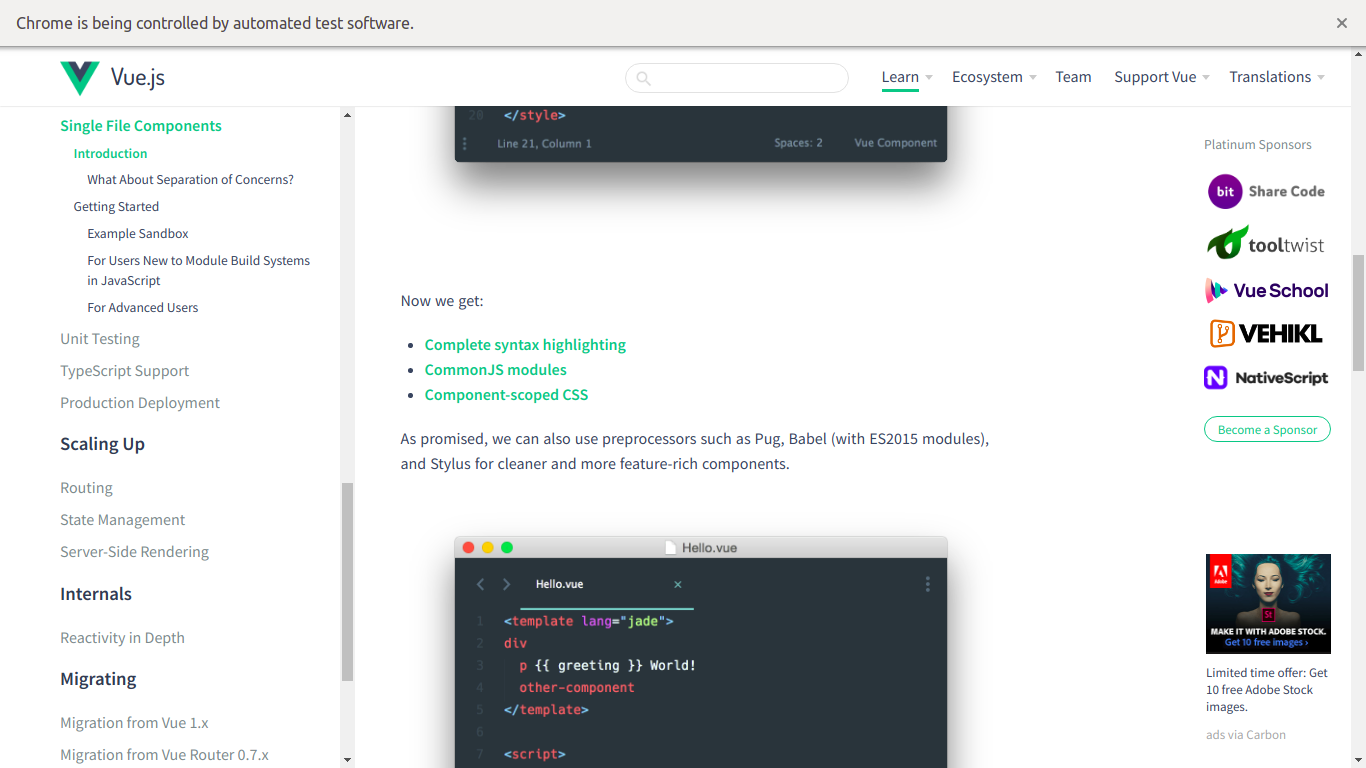 Chrome is being controlled by automated test software.
Vue.js
Learn
Ecosystem
Team
Support Vue
Translations
Single File Components
Introduction
What About Separation of Concerns?
Getting Started
Example Sandbox
For Users New to Module Build Systems
in JavaScript
For Advanced Users
Unit Testing
TypeScript Support
Production Deployment
Scaling Up
Routing
State Management
Server-Side Rendering
Internals
Reactivity in Depth
Migrating
Migration from Vue 1.x
Migration from Vue Router 0.7.x
20 </style>
Line 21, Column 1
Spaces: 2
Vue Component
Now we get:
Complete syntax highlighting
CommonJS modules
Component-scoped CSS
As promised, we can also use preprocessors such as Pug, Babel (with ES2015 modules),
and Stylus for cleaner and more feature-rich components.
Hello.vue
Hello.vue
1 <template lang="jade">
2 div
3 p {{ greeting }} World!
4 other-component
5 </template>
6
7 <script>
Platinum Sponsors
bit Share Code
tooltwist
Vue School
VEHIKL
NativeScript
Become a Sponsor
Adobe
St
MAKE IT WITH ADOBE STOCK.
Get 10 free images ›
Limited time offer: Get
10 free Adobe Stock
images.
ads via Carbon